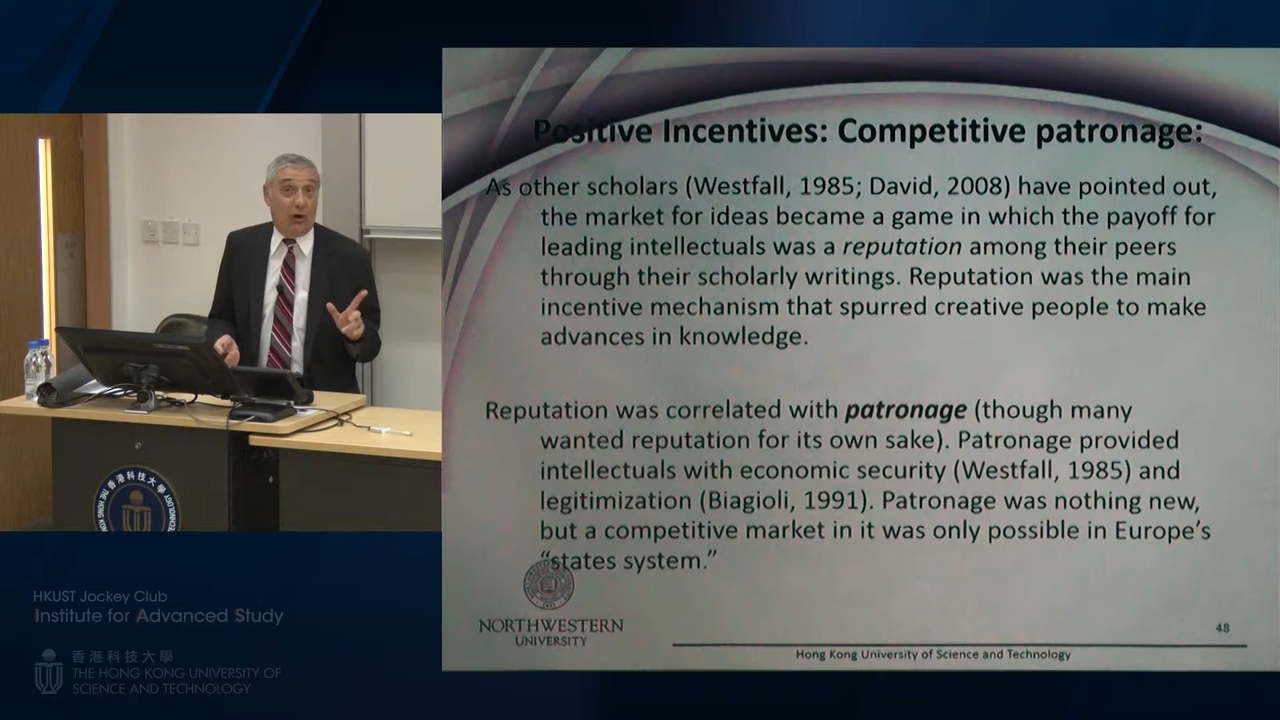 Positive Incentives: Competitive patronage:
As other scholars (Westfall, 1985; David, 2008) have pointed out,
the market for ideas became a game in which the payoff for
leading intellectuals was a reputation among their peers
through their scholarly writings. Reputation was the main
incentive mechanism that spurred creative people to make
advances in knowledge.
Reputation was correlated with patronage (though many
wanted reputation for its own sake). Patronage provided
intellectuals with economic security (Westfall, 1985) and
legitimization (Biagioli, 1991). Patronage was nothing new,
but a competitive market in it was only possible in Europe's
“states system.”
NORTHWESTERN
UNIVERSITY
48
Hong Kong University of Science and Technology
HKUST Jockey Club
Institute for Advanced Study
香港科技大學
THE HONG KONG UNIVERSITY OF
SCIENCE AND TECHNOLOGY
香港科技大學